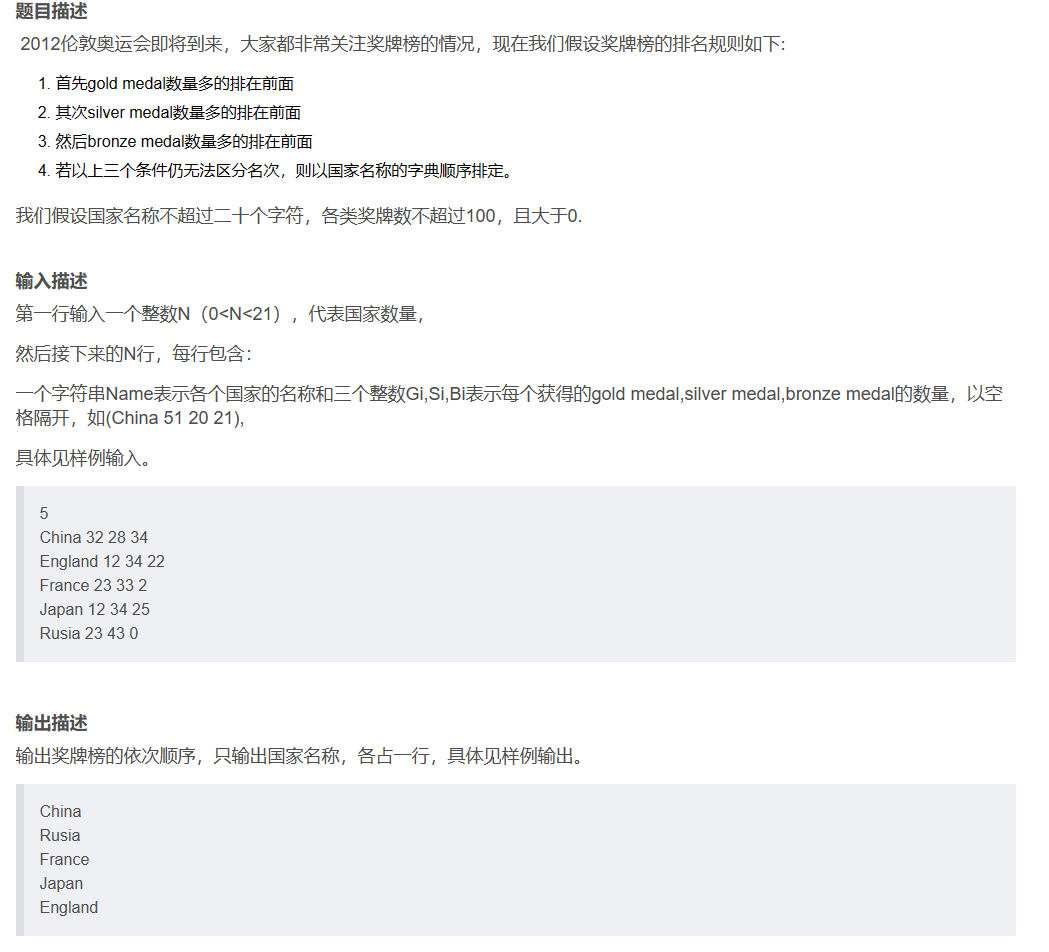 题目描述
2012伦敦奥运会即将到来，大家都非常关注奖牌榜的情况，现在我们假设奖牌榜的排名规则如下:
1. 首先gold medal数量多的排在前面
2. 其次silver medal数量多的排在前面
3. 然后bronze medal数量多的排在前面
4. 若以上三个条件仍无法区分名次，则以国家名称的字典顺序排定。
我们假设国家名称不超过二十个字符，各类奖牌数不超过100，且大于0.
输入描述
第一行输入一个整数N（0<N<21），代表国家数量，
然后接下来的N行，每行包含：
一个字符串Name表示各个国家的名称和三个整数Gi,Si,Bi表示每个获得的gold medal,silver medal,bronze medal的数量，以空
格隔开，如(China 51 20 21),
具体见样例输入。
5
China 32 28 34
England 12 34 22
France 23 33 2
Japan 12 34 25
Rusia 23 43 0
输出描述
输出奖牌榜的依次顺序，只输出国家名称，各占一行，具体见样例输出。
China
Rusia
France
Japan
England